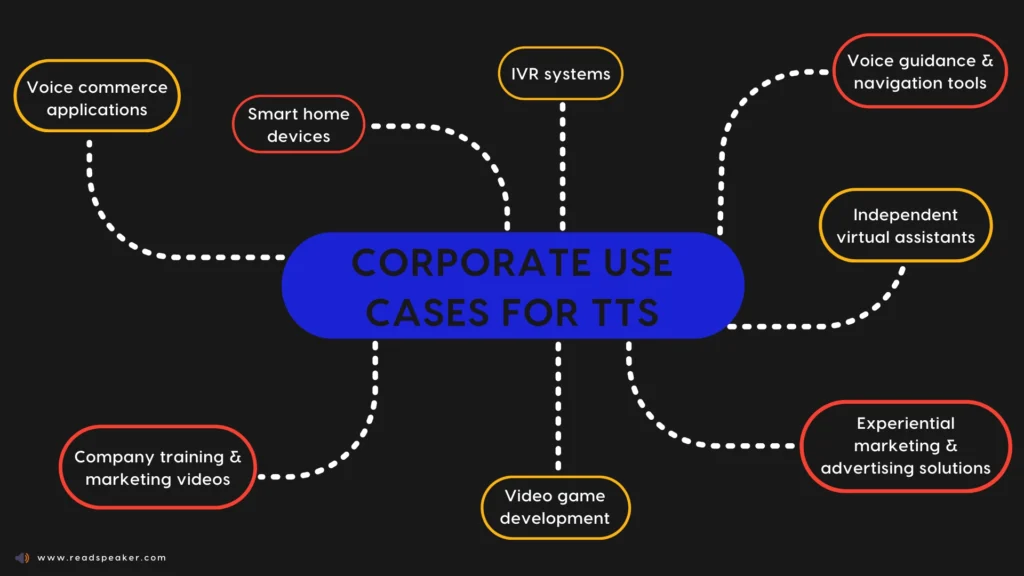 IVR systems
Voice guidance &
navigation tools
Voice commerce
applications
Smart home
devices
Independent
virtual assistants
CORPORATE USE
CASES FOR TTS
Experiential
marketing &
advertising solutions
Company training &
marketing videos
Video game
development
www.readspeaker.com